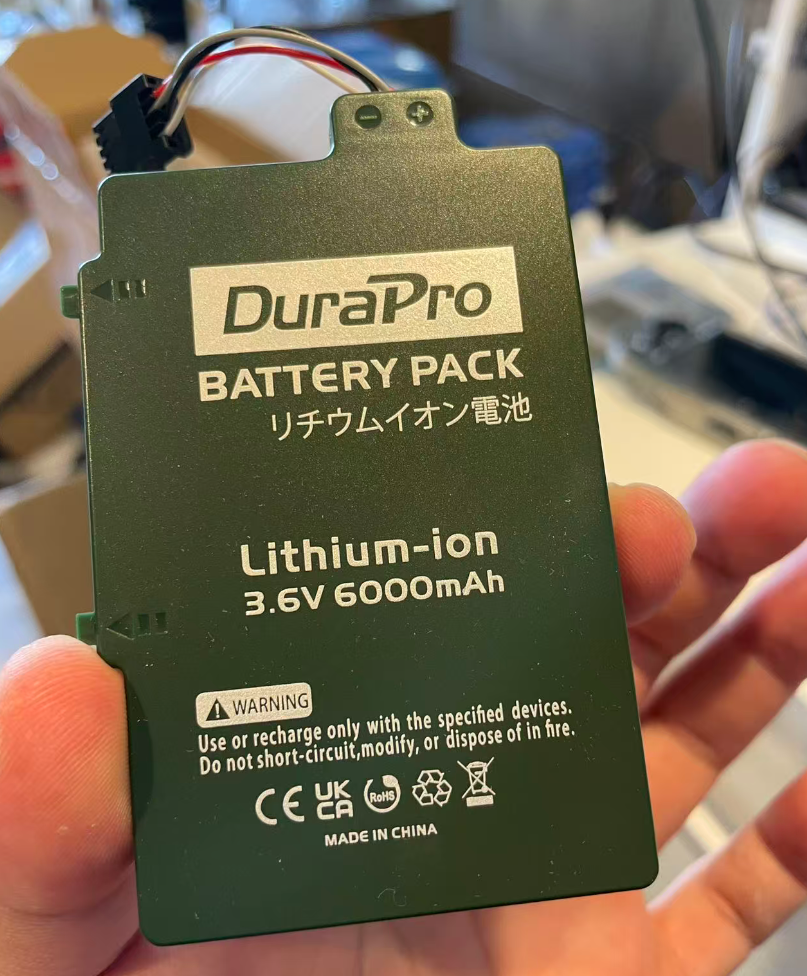 DuraPro
BATTERY PACK
リチウムイオン電池
Lithium-ion
3.6V 6000mAh
WARNING
Use or recharge only with the specified devices.
Do not short-circuit,modify, or dispose of in fire.
CE UK CA RoHS
MADE IN CHINA